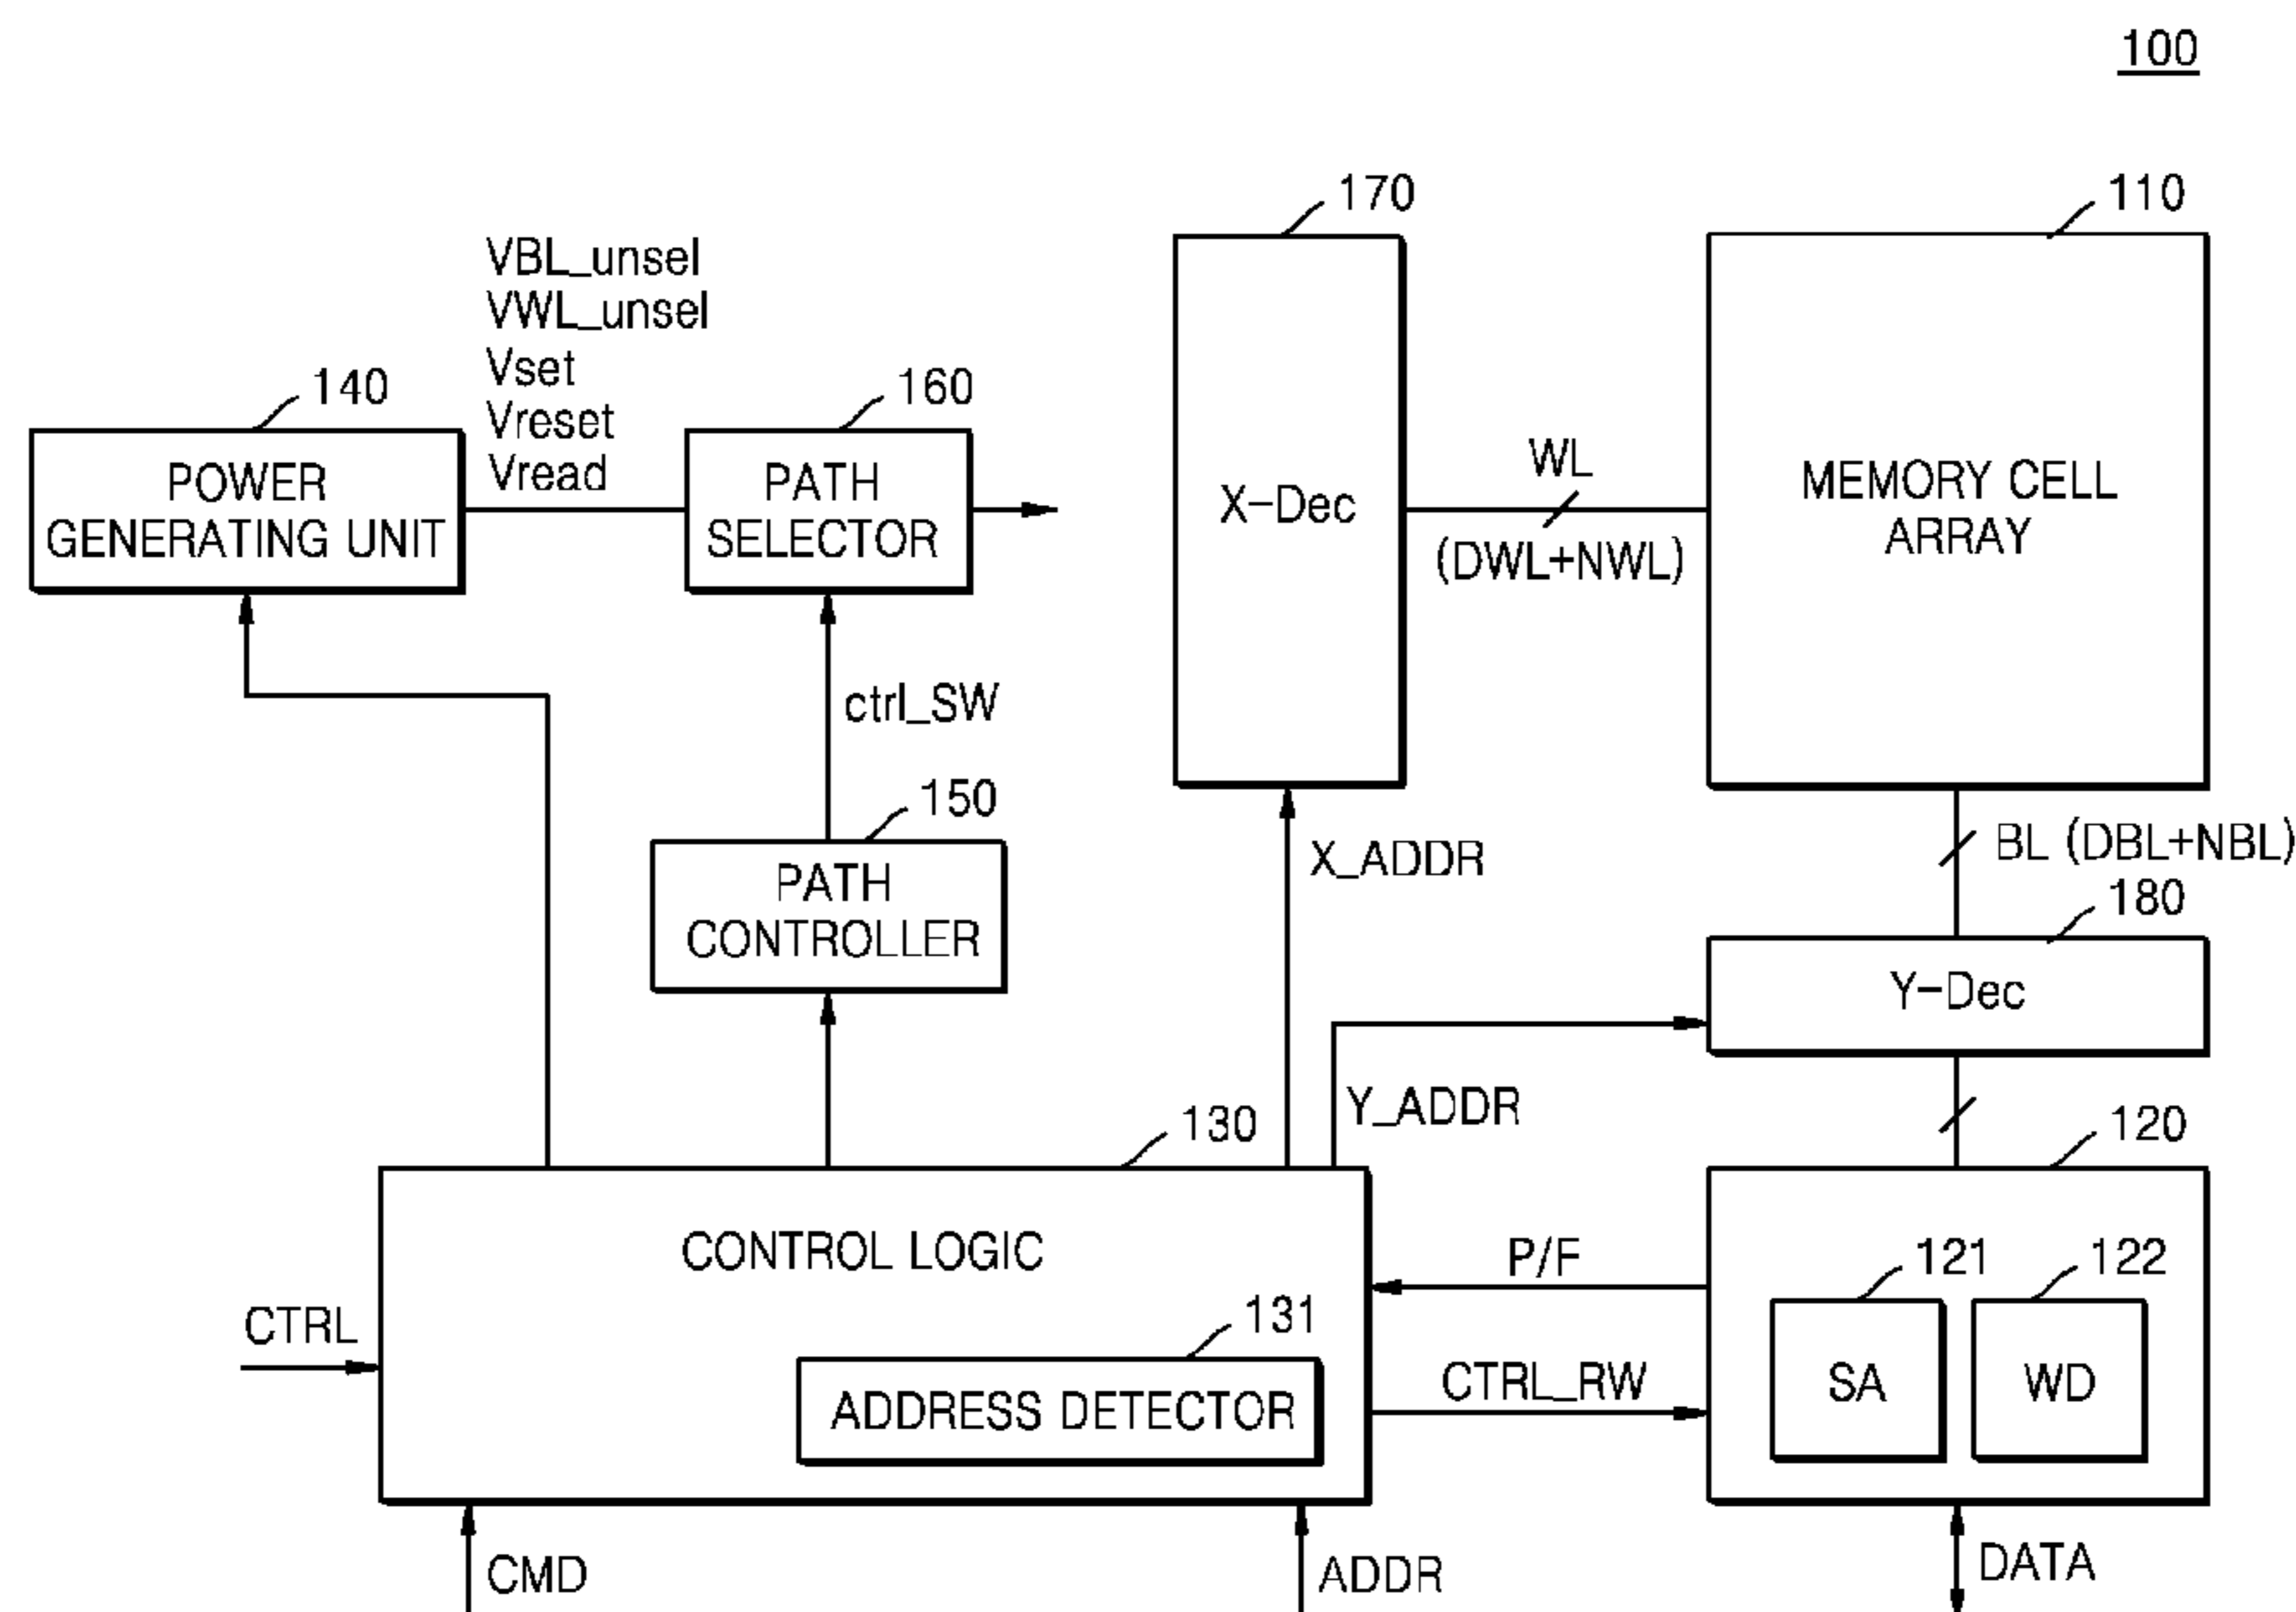 100
170
110
VBL_unsel
VWL_unsel
Vset
Vreset
Vread
140
160
POWER
GENERATING UNIT
PATH
SELECTOR
X-Dec
WL
(DWL+NWL)
MEMORY CELL
ARRAY
ctrl_SW
150
PATH
CONTROLLER
X_ADDR
BL (DBL+NBL)
180
Y-Dec
Y_ADDR
130
120
CONTROL LOGIC
P/F
121
122
CTRL
131
ADDRESS DETECTOR
CTRL_RW
SA
WD
CMD
ADDR
DATA